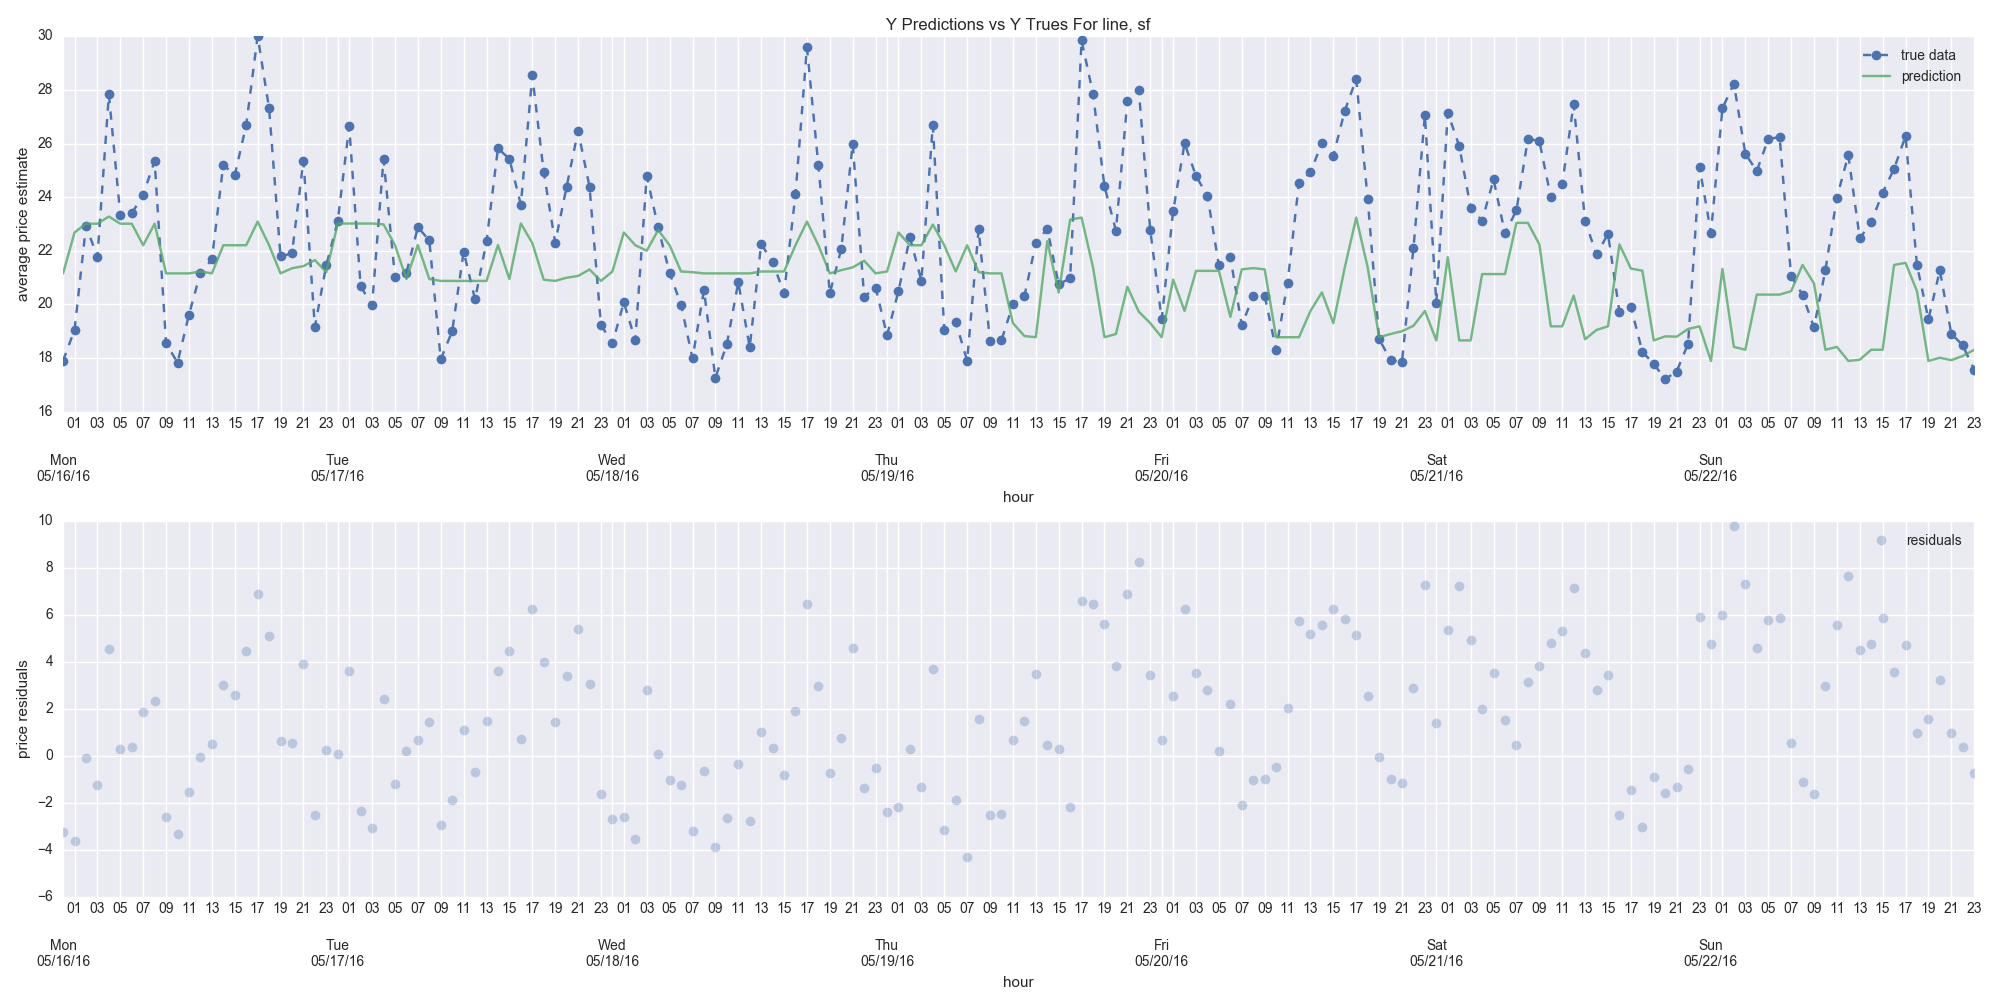 Y Predictions vs Y Trues For line, sf
30
28
26
24
22
20
18
16
average price estimate
true data
prediction
01 03 05 07 09 11 13 15 17 19 21 23 01 03 05 07 09 11 13 15 17 19 21 23 01 03 05 07 09 11 13 15 17 19 21 23 01 03 05 07 09 11 13 15 17 19 21 23 01 03 05 07 09 11 13 15 17 19 21 23 01 03 05 07 09 11 13 15 17 19 21 23 01 03 05 07 09 11 13 15 17 19 21 23
Mon Tue Wed Thu Fri Sat Sun
05/16/16 05/17/16 05/18/16 05/19/16 05/20/16 05/21/16 05/22/16
hour
10
8
6
4
2
0
−2
−4
−6
price residuals
residuals
01 03 05 07 09 11 13 15 17 19 21 23 01 03 05 07 09 11 13 15 17 19 21 23 01 03 05 07 09 11 13 15 17 19 21 23 01 03 05 07 09 11 13 15 17 19 21 23 01 03 05 07 09 11 13 15 17 19 21 23 01 03 05 07 09 11 13 15 17 19 21 23 01 03 05 07 09 11 13 15 17 19 21 23
Mon Tue Wed Thu Fri Sat Sun
05/16/16 05/17/16 05/18/16 05/19/16 05/20/16 05/21/16 05/22/16
hour